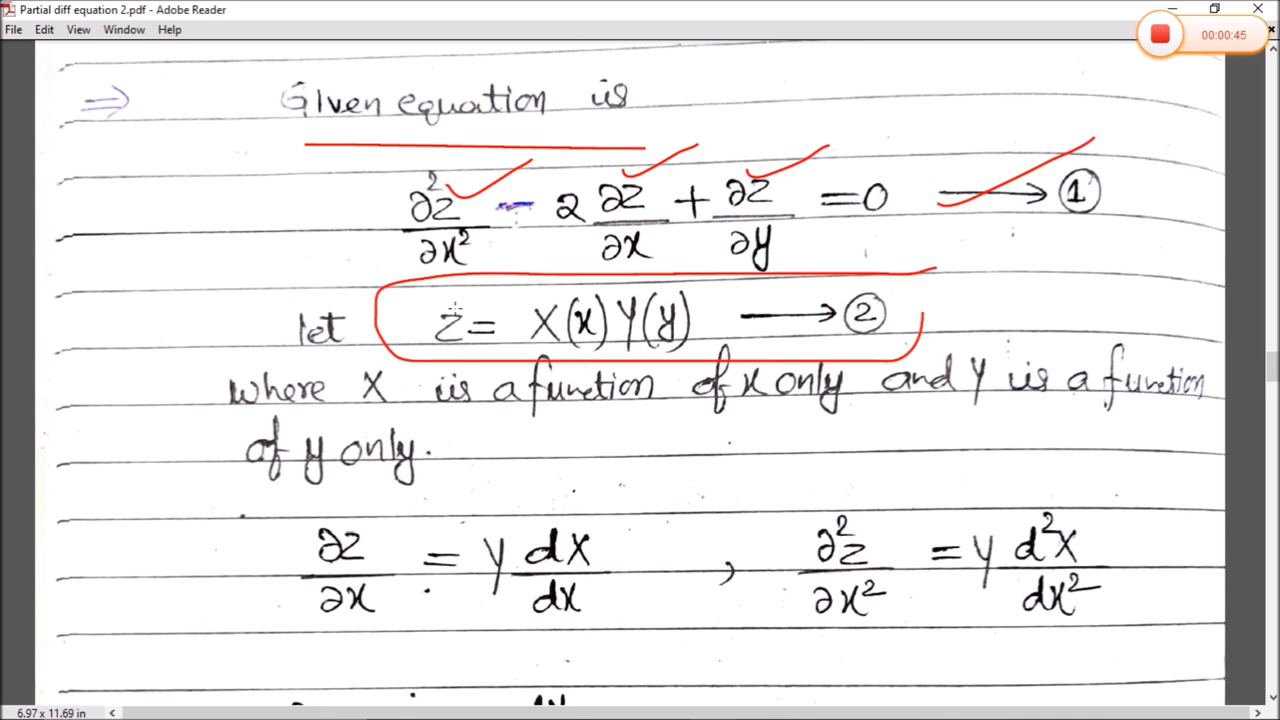 Partial diff equation 2.pdf - Adobe Reader
File Edit View Window Help
00:00:45
⇒ Given equation is
∂²z/∂x² - 2 ∂z/∂x + ∂z/∂y = 0 → ①
let z = X(x) Y(y) → ②
where X is a function of x only and Y is a function
of y only.
∂z/∂x = Y dX/dx , ∂²z/∂x² = Y d²X/dx²
6.97 x 11.69 in